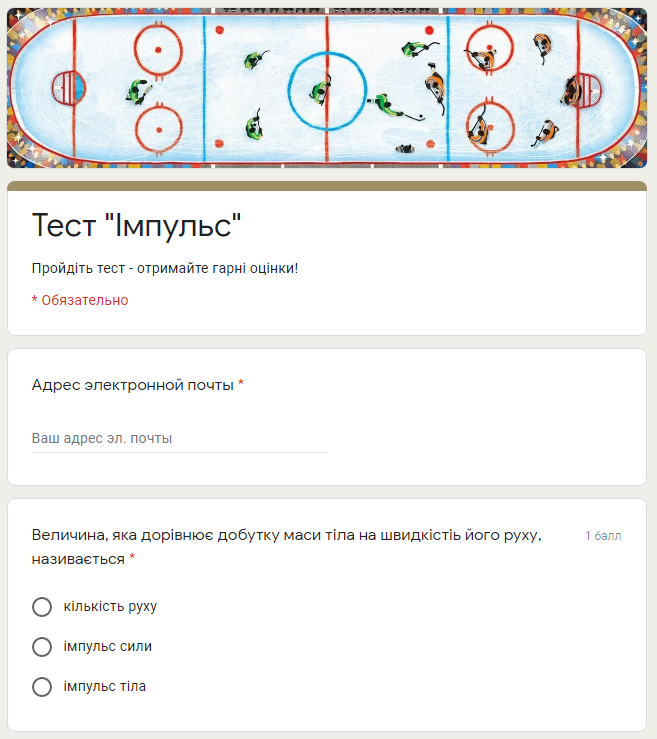 Тест "Імпульс"
Пройдіть тест - отримайте гарні оцінки!
* Обязательно
Адрес электронной почты *
Ваш адрес эл. почты
Величина, яка дорівнює добутку маси тіла на швидкістіь його руху,
називається *
1 балл
кількість руху
імпульс сили
імпульс тіла